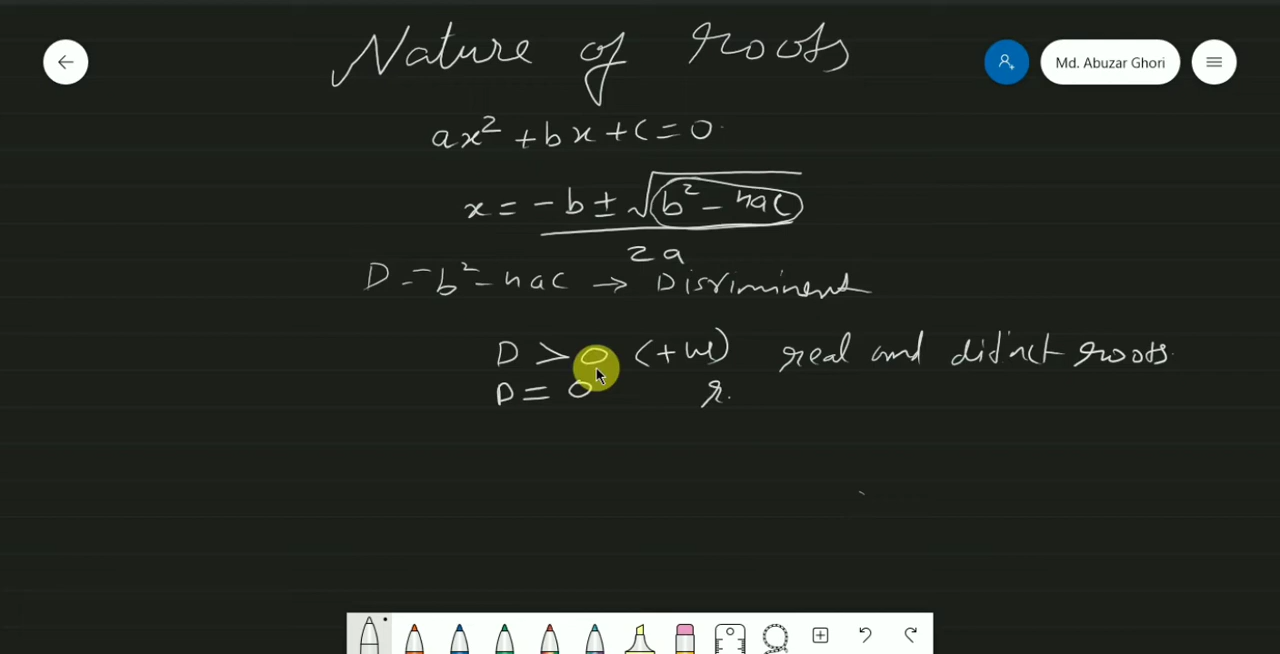 Nature of roots
Md. Abuzar Ghori
ax² + bx + c = 0
x = -b ± √(b² - 4ac)
2a
D = b² - 4ac → Disriminent
D > 0 (+ve) real and distinct roots.
D = 0 r.